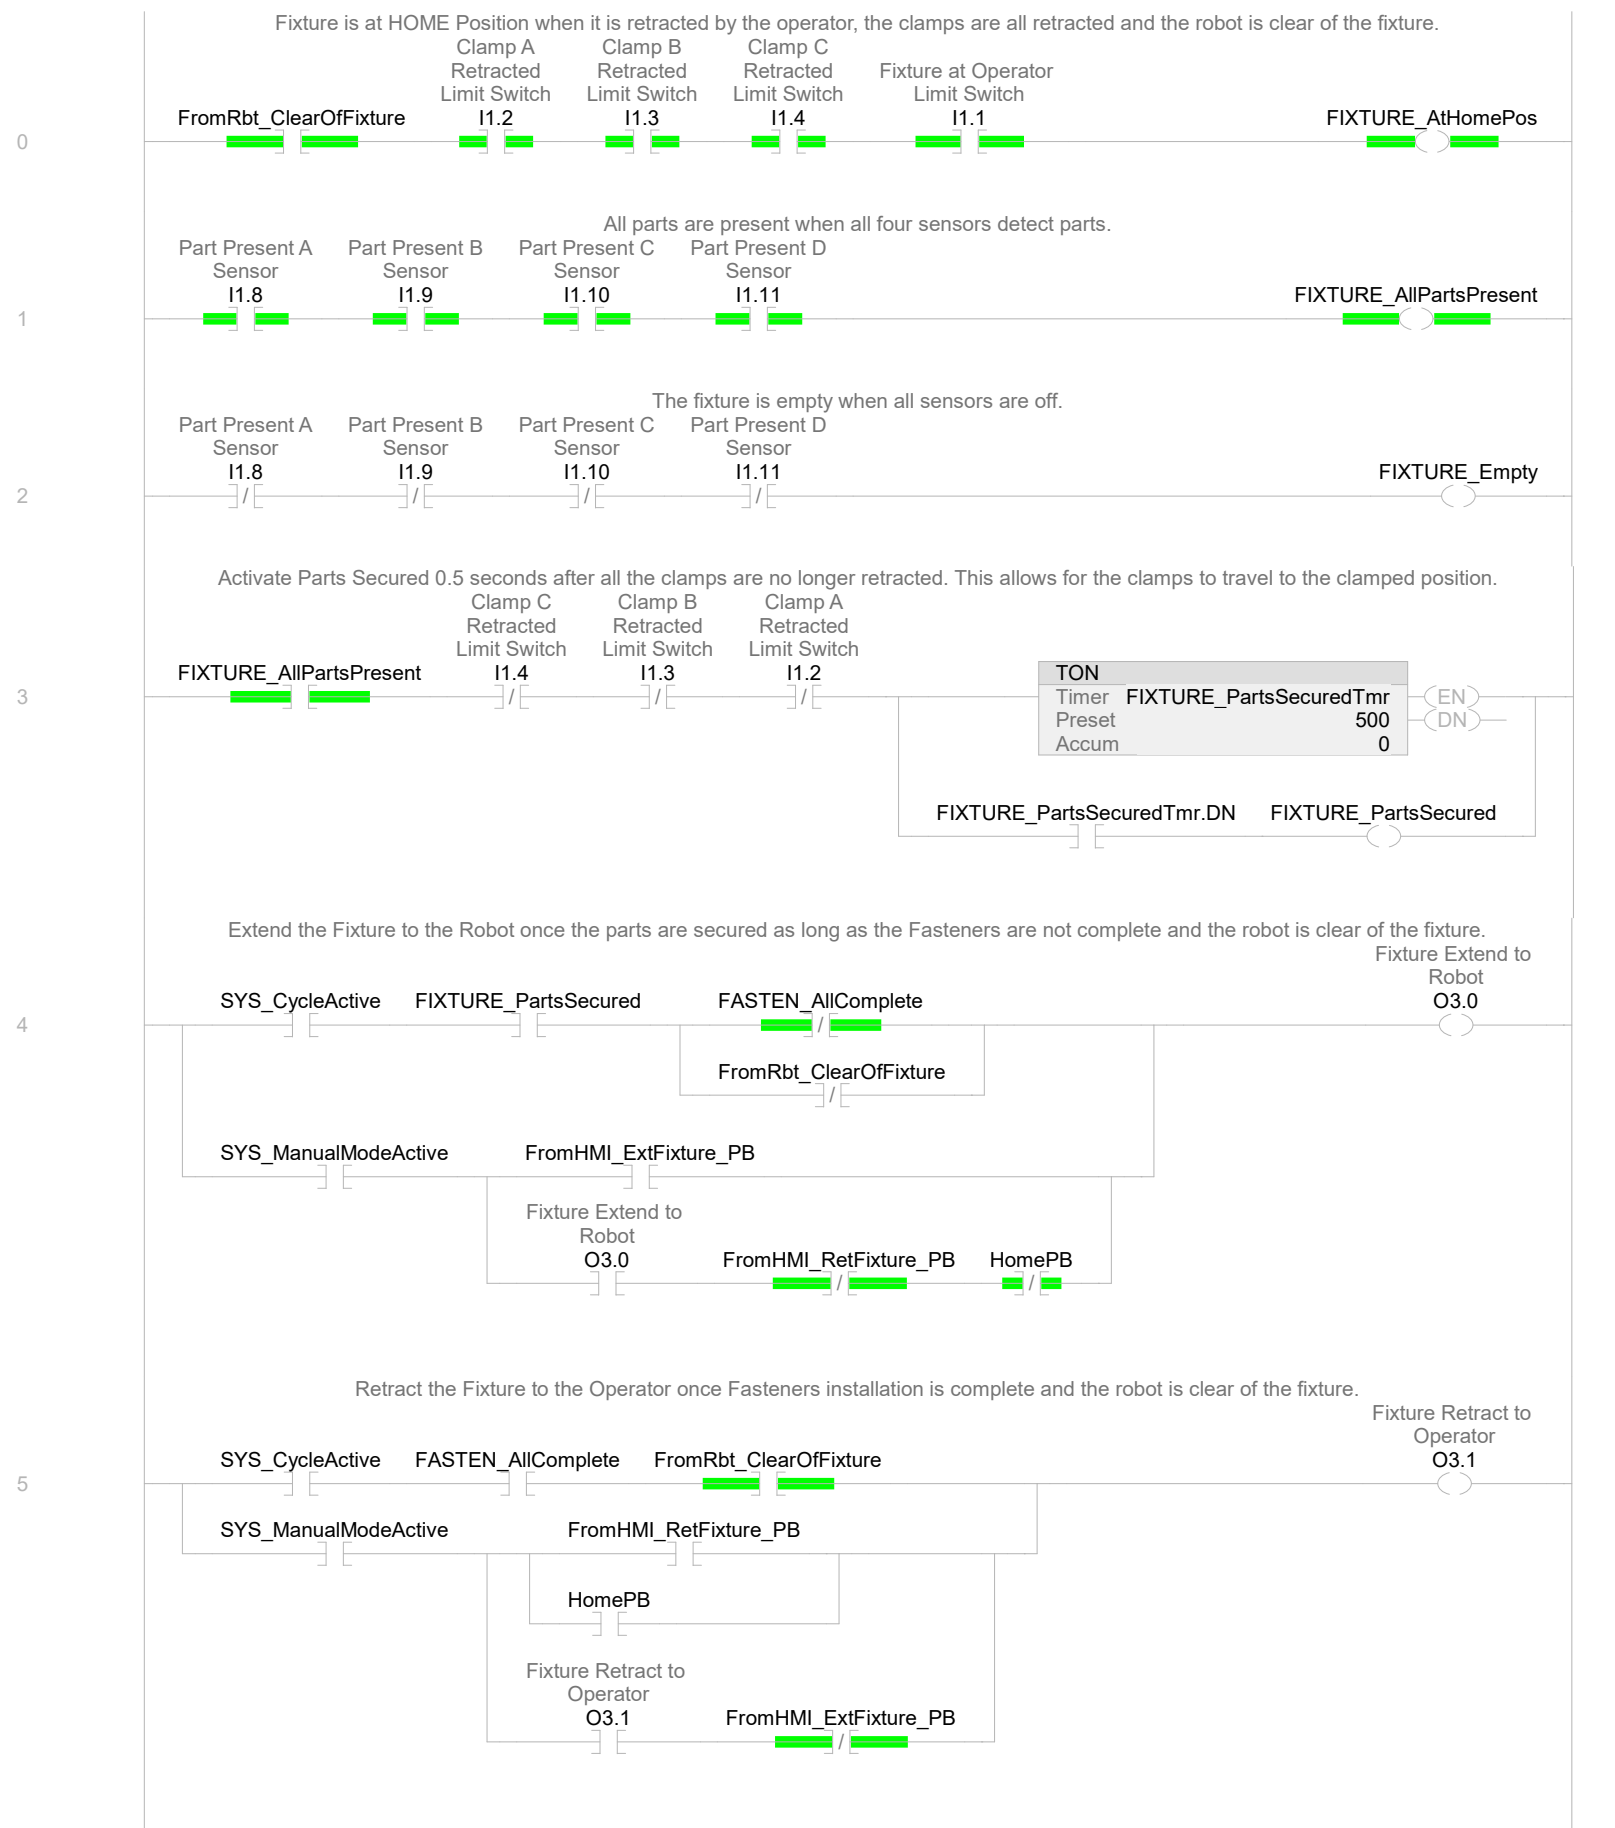 Fixture is at HOME Position when it is retracted by the operator, the clamps are all retracted and the robot is clear of the fixture.
Clamp A Clamp B Clamp C
Retracted Retracted Retracted Fixture at Operator
Limit Switch Limit Switch Limit Switch Limit Switch
FromRbt_ClearOfFixture I1.2 I1.3 I1.4 I1.1 FIXTURE_AtHomePos
0
All parts are present when all four sensors detect parts.
Part Present A Part Present B Part Present C Part Present D
Sensor Sensor Sensor Sensor
I1.8 I1.9 I1.10 I1.11 FIXTURE_AllPartsPresent
1
The fixture is empty when all sensors are off.
Part Present A Part Present B Part Present C Part Present D
Sensor Sensor Sensor Sensor
I1.8 I1.9 I1.10 I1.11 FIXTURE_Empty
2 / / / /
Activate Parts Secured 0.5 seconds after all the clamps are no longer retracted. This allows for the clamps to travel to the clamped position.
Clamp C Clamp B Clamp A
Retracted Retracted Retracted
Limit Switch Limit Switch Limit Switch
FIXTURE_AllPartsPresent I1.4 I1.3 I1.2 TON
3 / / / Timer FIXTURE_PartsSecuredTmr EN
Preset 500 DN
Accum 0
FIXTURE_PartsSecuredTmr.DN FIXTURE_PartsSecured
Extend the Fixture to the Robot once the parts are secured as long as the Fasteners are not complete and the robot is clear of the fixture.
Fixture Extend to
Robot
SYS_CycleActive FIXTURE_PartsSecured FASTEN_AllComplete O3.0
4 /
FromRbt_ClearOfFixture
/
SYS_ManualModeActive FromHMI_ExtFixture_PB
Fixture Extend to
Robot
O3.0 FromHMI_RetFixture_PB HomePB
/ /
Retract the Fixture to the Operator once Fasteners installation is complete and the robot is clear of the fixture.
Fixture Retract to
Operator
SYS_CycleActive FASTEN_AllComplete FromRbt_ClearOfFixture O3.1
5
SYS_ManualModeActive FromHMI_RetFixture_PB
HomePB
Fixture Retract to
Operator
O3.1 FromHMI_ExtFixture_PB
/